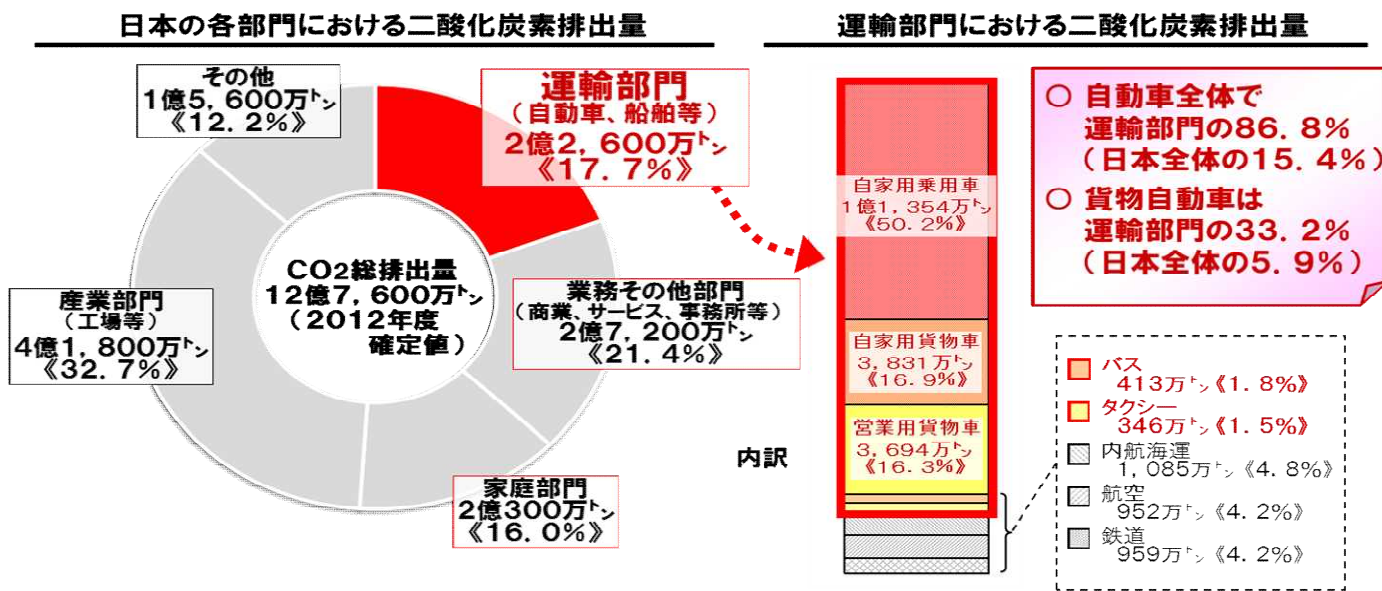 日本の各部門における二酸化炭素排出量
その他
1億5,600万㌧
《12.2%》
運輸部門
(自動車、船舶等)
2億2,600万㌧
《17.7%》
CO2総排出量
12億7,600万㌧
(2012年度
確定値)
産業部門
(工場等)
4億1,800万㌧
《32.7%》
業務その他部門
(商業、サービス、事務所等)
2億7,200万㌧
《21.4%》
家庭部門
2億300万㌧
《16.0%》
運輸部門における二酸化炭素排出量
内訳
自家用乗用車
1億1,354万㌧
《50.2%》
自家用貨物車
3,831万㌧
《16.9%》
営業用貨物車
3,694万㌧
《16.3%》
○ 自動車全体で
運輸部門の86.8%
(日本全体の15.4%)
○ 貨物自動車は
運輸部門の33.2%
(日本全体の5.9%)
バス
413万㌧《1.8%》
タクシー
346万㌧《1.5%》
内航海運
1,085万㌧《4.8%》
航空
952万㌧《4.2%》
鉄道
959万㌧《4.2%》